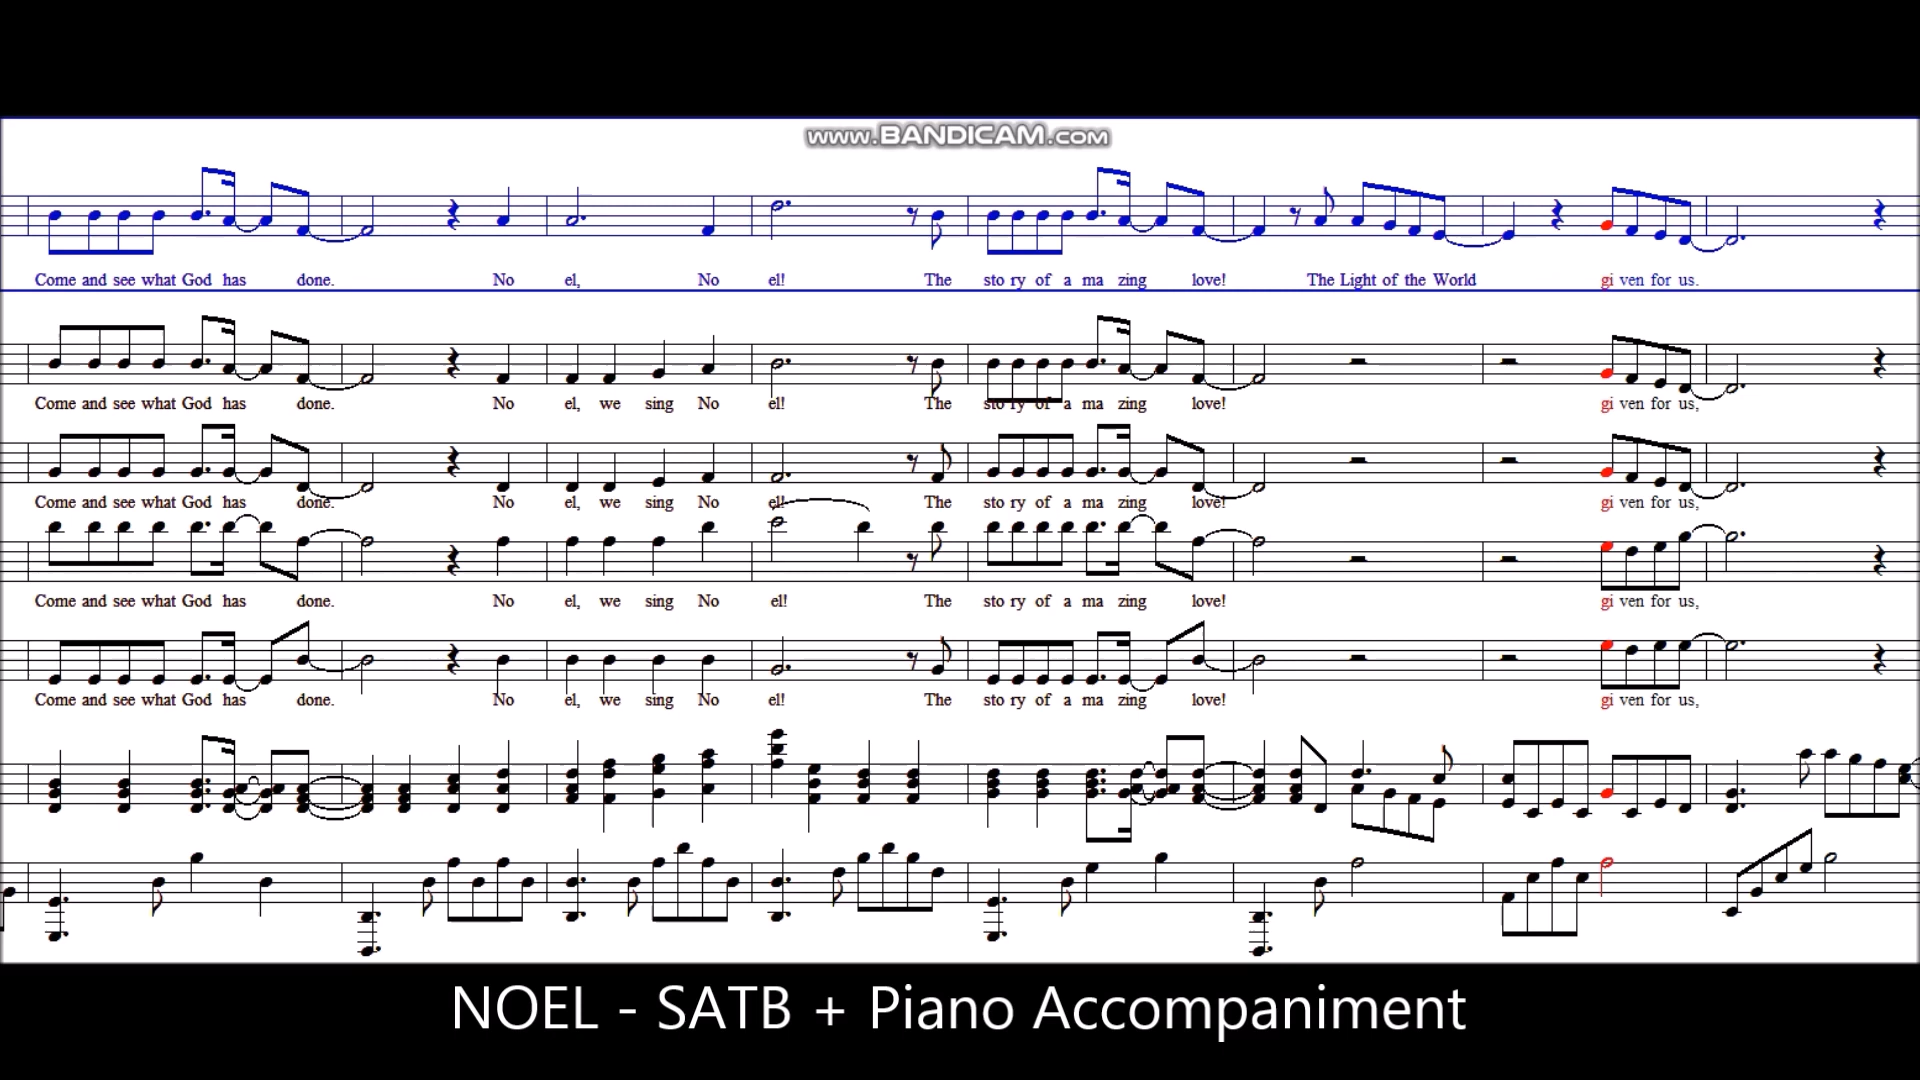 www.BANDICAM.com
Come and see what God has done. No el, No el! The sto ry of a ma zing love! The Light of the World gi ven for us.
Come and see what God has done. No el, we sing No el! The sto ry of a ma zing love! gi ven for us,
Come and see what God has done. No el, we sing No el! The sto ry of a ma zing love! gi ven for us,
Come and see what God has done. No el, we sing No el! The sto ry of a ma zing love! gi ven for us,
Come and see what God has done. No el, we sing No el! The sto ry of a ma zing love! gi ven for us,
NOEL - SATB + Piano Accompaniment